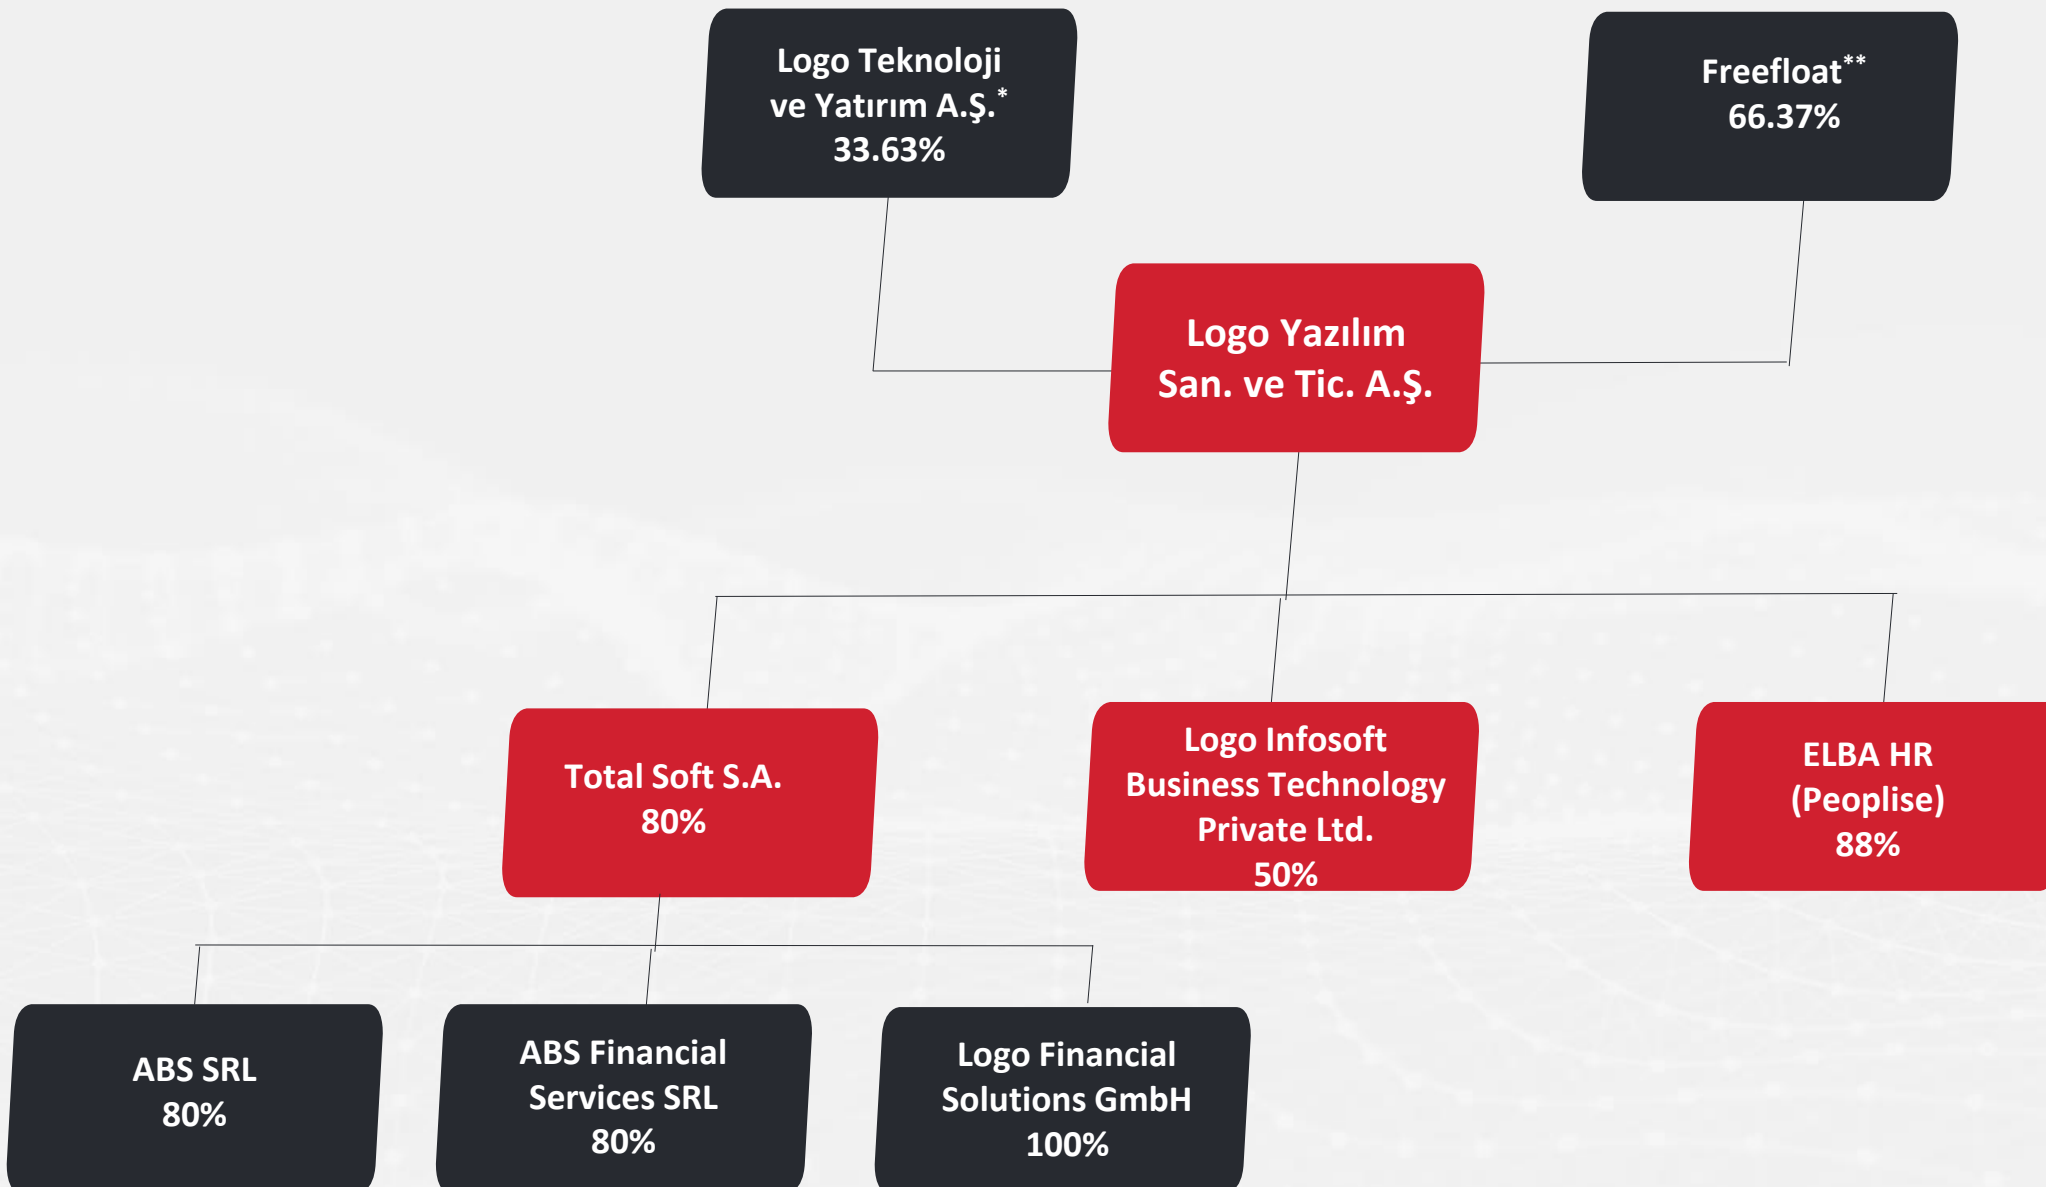 Logo Teknoloji
ve Yatırım A.Ş.*
33.63%
Freefloat**
66.37%
Logo Yazılım
San. ve Tic. A.Ş.
Total Soft S.A.
80%
Logo Infosoft
Business Technology
Private Ltd.
50%
ELBA HR
(Peoplise)
88%
ABS SRL
80%
ABS Financial
Services SRL
80%
Logo Financial
Solutions GmbH
100%